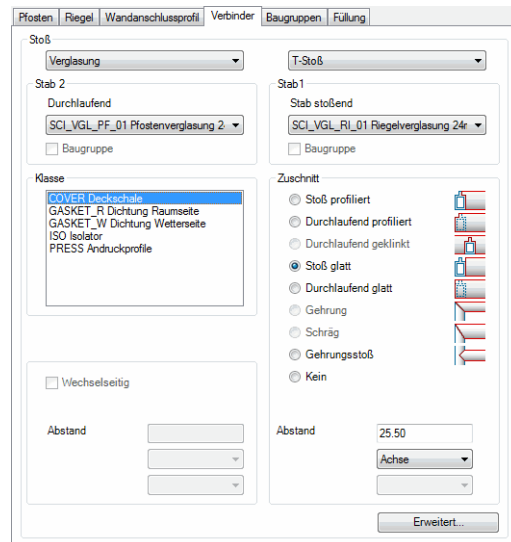 Pfosten Riegel Wandanschlussprofil Verbinder Baugruppen Füllung
Stoß
Verglasung
T-Stoß
Stab 2
Durchlaufend
SCI_VGL_PF_01 Pfostenverglasung 2
Baugruppe
Stab1
Stab stoßend
SCI_VGL_RI_01 Riegelverglasung 24
Baugruppe
Klasse
COVER Deckschale
GASKET_R Dichtung Raumseite
GASKET_W Dichtung Wetterseite
ISO Isolator
PRESS Andruckprofile
Zuschnitt
Stoß profiliert
Durchlaufend profiliert
Durchlaufend geklinkt
Stoß glatt
Durchlaufend glatt
Gehrung
Schräg
Gehrungsstoß
Kein
Wechselseitig
Abstand
Abstand
25.50
Achse
Erweitert...